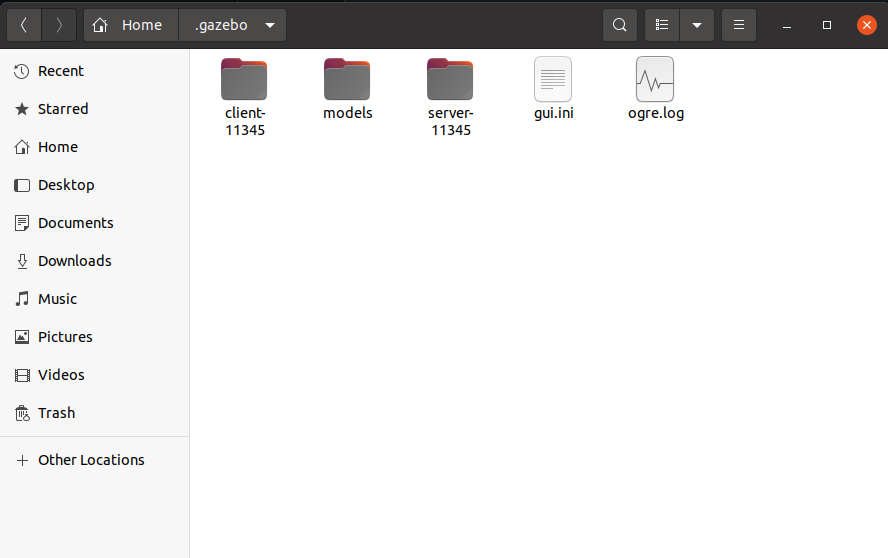 Home
.gazebo
Recent
Starred
Home
Desktop
Documents
Downloads
Music
Pictures
Videos
Trash
Other Locations
client-
11345
models
server-
11345
gui.ini
ogre.log